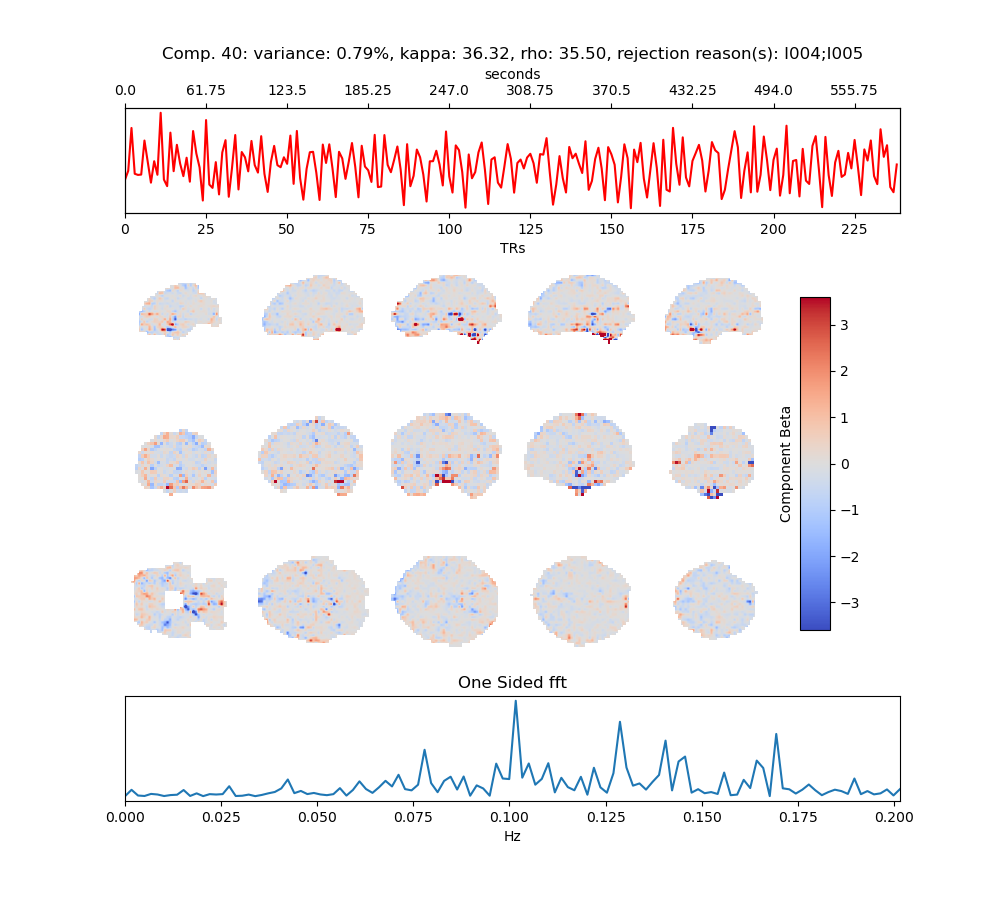 Comp. 40: variance: 0.79%, kappa: 36.32, rho: 35.50, rejection reason(s): I004;I005
seconds
0.0 61.75 123.5 185.25 247.0 308.75 370.5 432.25 494.0 555.75
0 25 50 75 100 125 150 175 200 225
TRs
3
2
1
0
−1
−2
−3
Component Beta
One Sided fft
0.000 0.025 0.050 0.075 0.100 0.125 0.150 0.175 0.200
Hz